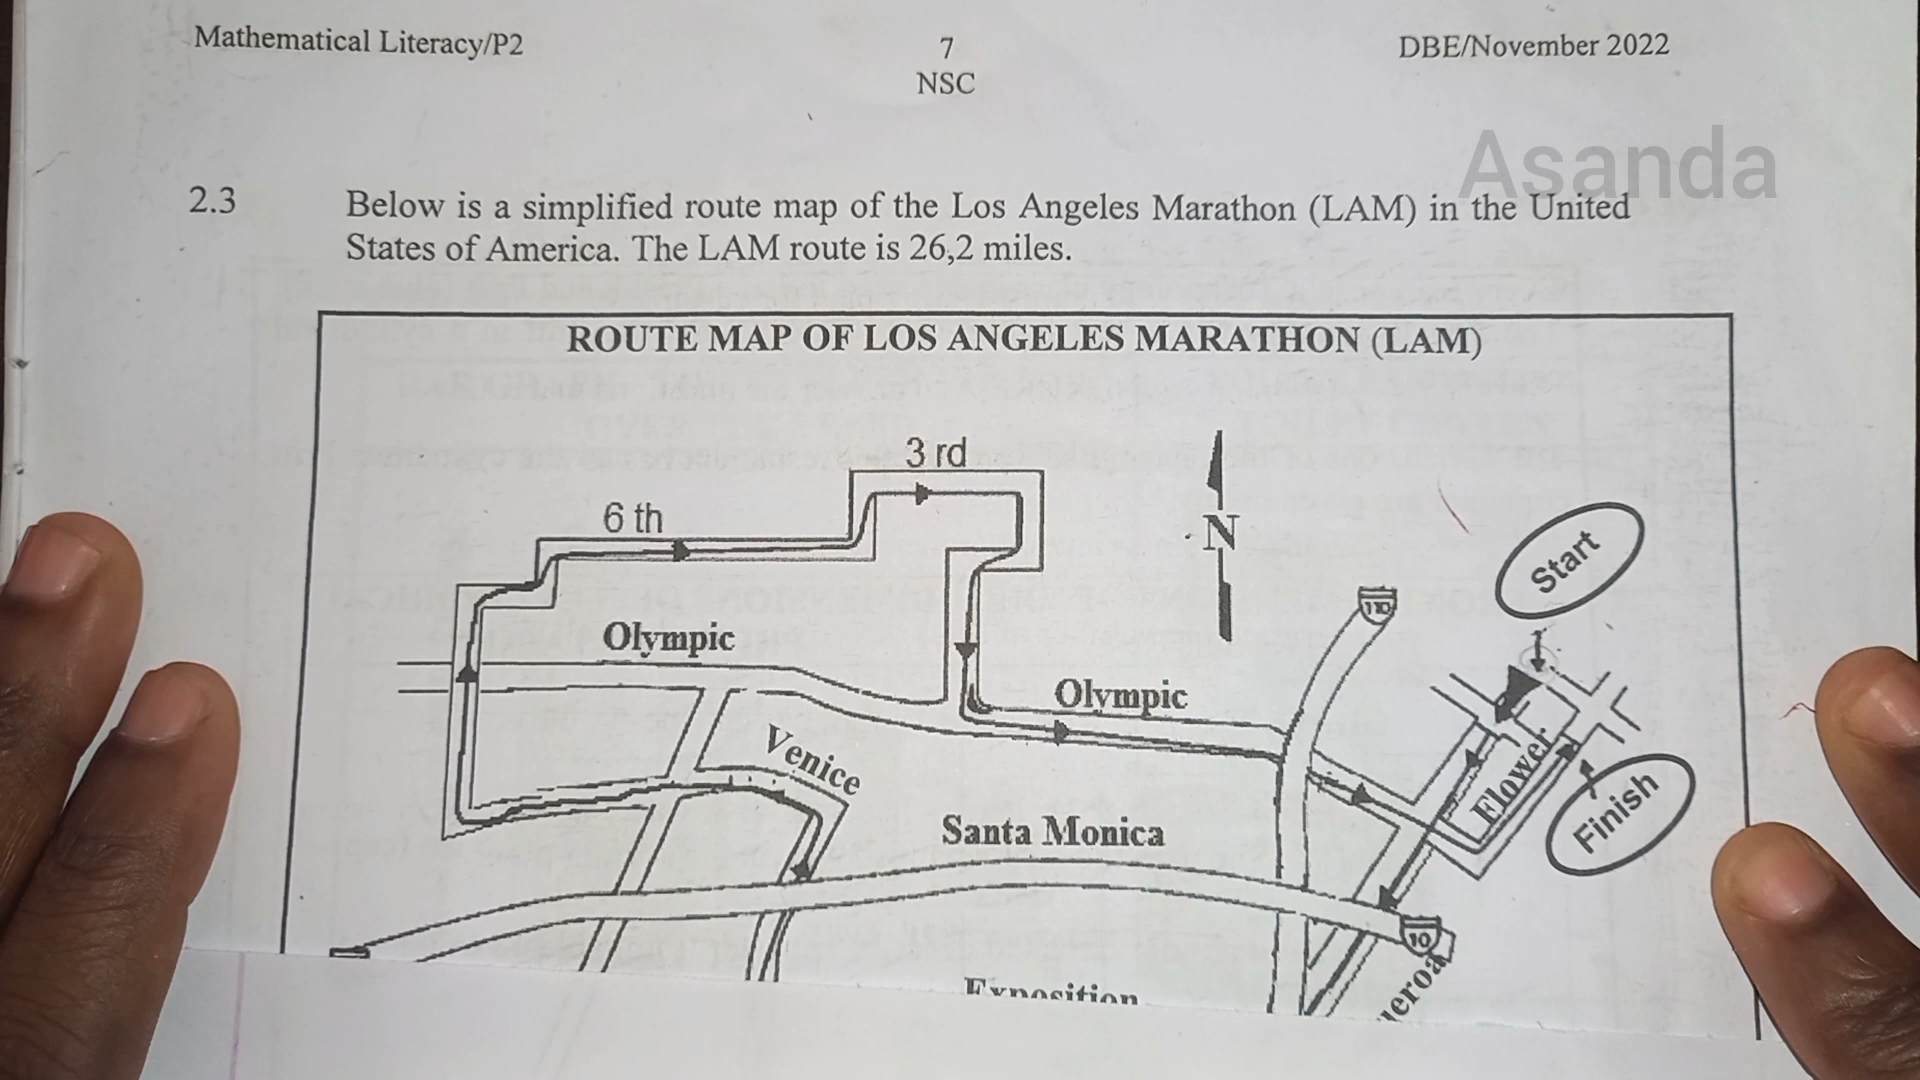 Mathematical Literacy/P2
7
DBE/November 2022
NSC
Asanda
2.3
Below is a simplified route map of the Los Angeles Marathon (LAM) in the United
States of America. The LAM route is 26,2 miles.
ROUTE MAP OF LOS ANGELES MARATHON (LAM)
3 rd
6 th
N
Start
110
Olympic
Olympic
Venice
Flower
Finish
Santa Monica
10
Exposition
ueroa